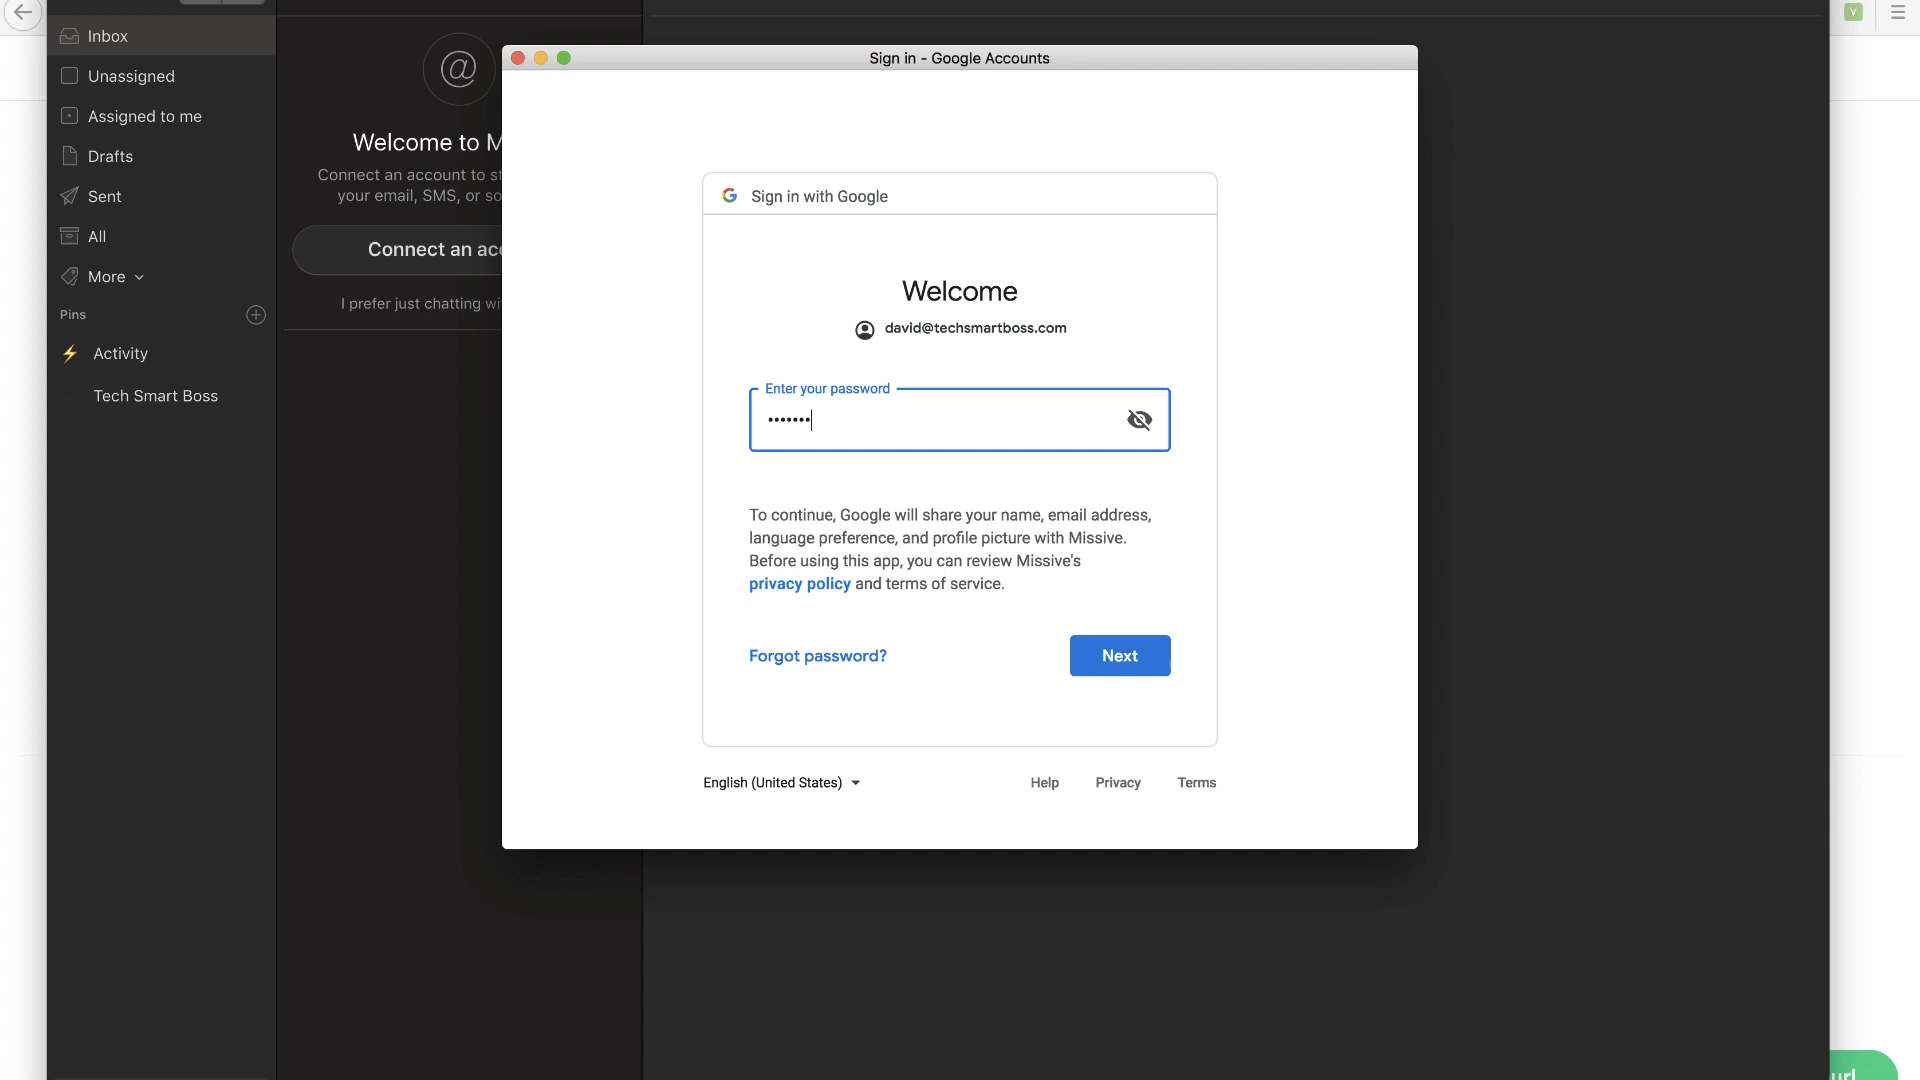 Inbox
Unassigned
Assigned to me
Drafts
Sent
All
More
Pins
Activity
Tech Smart Boss
@
Welcome to M
Connect an account to st
your email, SMS, or so
Connect an acc
I prefer just chatting wi
Sign in - Google Accounts
Sign in with Google
Welcome
david@techsmartboss.com
Enter your password
•••••••
To continue, Google will share your name, email address,
language preference, and profile picture with Missive.
Before using this app, you can review Missive's
privacy policy and terms of service.
Forgot password?
Next
English (United States)
Help
Privacy
Terms